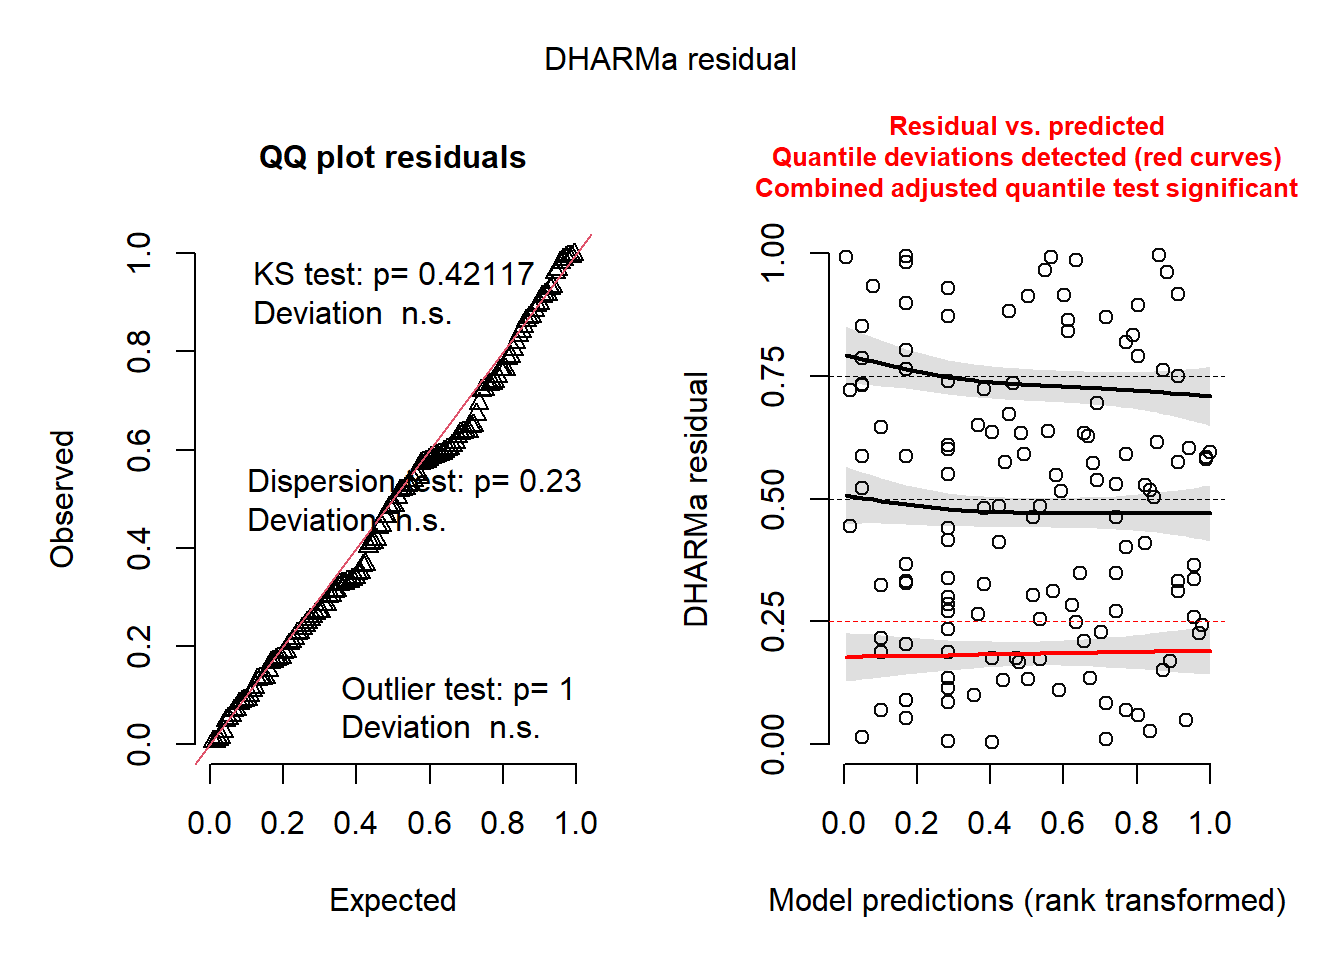 DHARMa residual
QQ plot residuals
KS test: p= 0.42117
Deviation  n.s.
Dispersion test: p= 0.23
Deviation n.s.
Outlier test: p= 1
Deviation  n.s.
Observed
0.0 0.2 0.4 0.6 0.8 1.0
0.0 0.2 0.4 0.6 0.8 1.0
Expected
Residual vs. predicted
Quantile deviations detected (red curves)
Combined adjusted quantile test significant
DHARMa residual
0.00 0.25 0.50 0.75 1.00
0.0 0.2 0.4 0.6 0.8 1.0
Model predictions (rank transformed)